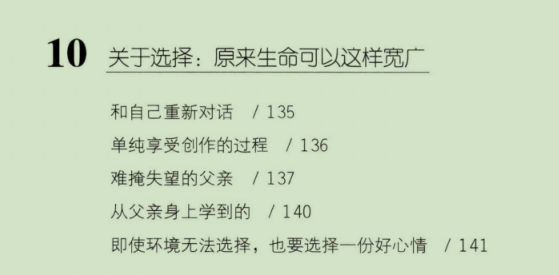 10 关于选择：原来生命可以这样宽广
和自己重新对话 / 135
单纯享受创作的过程 / 136
难掩失望的父亲 / 137
从父亲身上学到的 / 140
即使环境无法选择，也要选择一份好心情 / 141